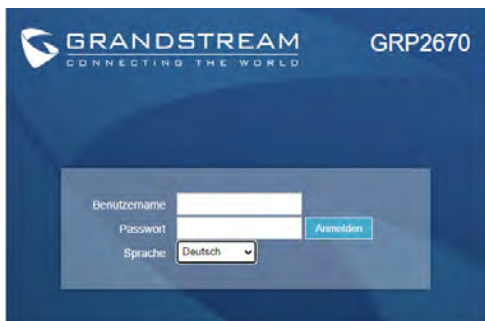 GRANDSTREAM
CONNECTING THE WORLD
GRP2670
Benutzername
Passwort
Anmelden
Sprache
Deutsch